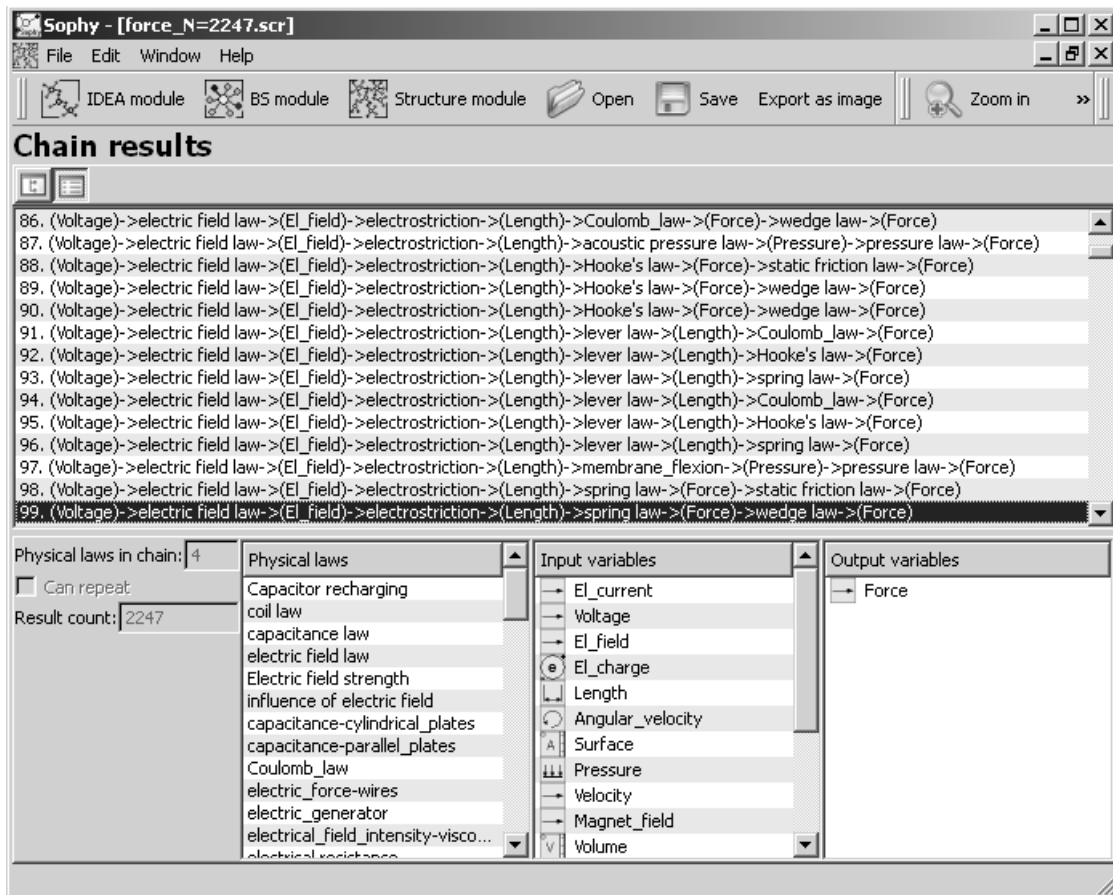 Sophy - [force_N=2247.scr]
File Edit Window Help
IDEA module BS module Structure module Open Save Export as image Zoom in »
Chain results
86. (Voltage)->electric field law->(El_field)->electrostriction->(Length)->Coulomb_law->(Force)->wedge law->(Force)
87. (Voltage)->electric field law->(El_field)->electrostriction->(Length)->acoustic pressure law->(Pressure)->pressure law->(Force)
88. (Voltage)->electric field law->(El_field)->electrostriction->(Length)->Hooke's law->(Force)->static friction law->(Force)
89. (Voltage)->electric field law->(El_field)->electrostriction->(Length)->Hooke's law->(Force)->wedge law->(Force)
90. (Voltage)->electric field law->(El_field)->electrostriction->(Length)->Hooke's law->(Force)->wedge law->(Force)
91. (Voltage)->electric field law->(El_field)->electrostriction->(Length)->lever law->(Length)->Coulomb_law->(Force)
92. (Voltage)->electric field law->(El_field)->electrostriction->(Length)->lever law->(Length)->Hooke's law->(Force)
93. (Voltage)->electric field law->(El_field)->electrostriction->(Length)->lever law->(Length)->spring law->(Force)
94. (Voltage)->electric field law->(El_field)->electrostriction->(Length)->lever law->(Length)->Coulomb_law->(Force)
95. (Voltage)->electric field law->(El_field)->electrostriction->(Length)->lever law->(Length)->Hooke's law->(Force)
96. (Voltage)->electric field law->(El_field)->electrostriction->(Length)->lever law->(Length)->spring law->(Force)
97. (Voltage)->electric field law->(El_field)->electrostriction->(Length)->membrane_flexion->(Pressure)->pressure law->(Force)
98. (Voltage)->electric field law->(El_field)->electrostriction->(Length)->spring law->(Force)->static friction law->(Force)
99. (Voltage)->electric field law->(El_field)->electrostriction->(Length)->spring law->(Force)->wedge law->(Force)
Physical laws in chain: 4
Can repeat
Result count: 2247
Physical laws
Capacitor recharging
coil law
capacitance law
electric field law
Electric field strength
influence of electric field
capacitance-cylindrical_plates
capacitance-parallel_plates
Coulomb_law
electric_force-wires
electric_generator
electrical_field_intensity-visco...
electrical resistance
Input variables
El_current
Voltage
El_field
e El_charge
Length
Angular_velocity
A Surface
Pressure
Velocity
Magnet_field
V Volume
Output variables
Force